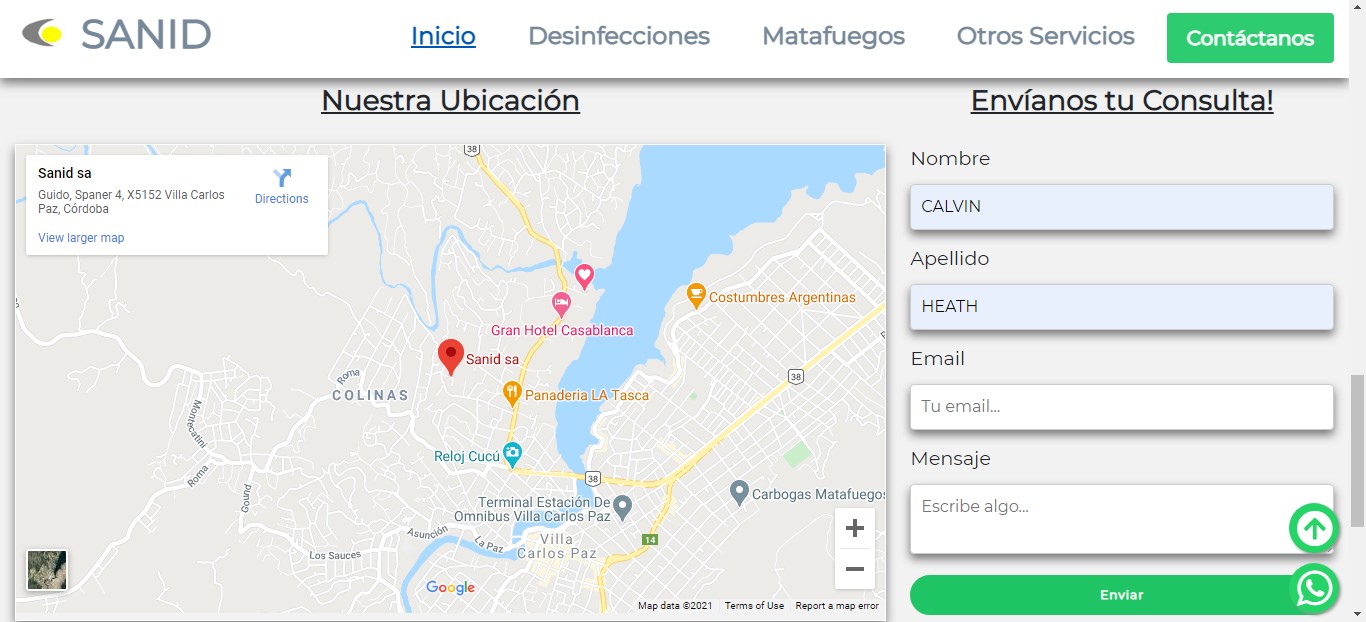 SANID
Inicio
Desinfecciones
Matafuegos
Otros Servicios
Contáctanos
Nuestra Ubicación
Sanid sa
Guido, Spaner 4, X5152 Villa Carlos
Paz, Córdoba
Directions
View larger map
38
Costumbres Argentinas
Gran Hotel Casablanca
Sanid sa
Roma
COLINAS
38
Panaderia LA Tasca
Montecatini
Reloj Cucú
Roma
38
Ground
Terminal Estación De
Omnibus Villa Carlos Paz
Carbogas Matafuegos
Asunción
La Paz
Villa
Carlos Paz
14
Los Sauces
Google
Map data ©2021
Terms of Use
Report a map error
Envíanos tu Consulta!
Nombre
CALVIN
Apellido
HEATH
Email
Tu email...
Mensaje
Escribe algo...
Enviar